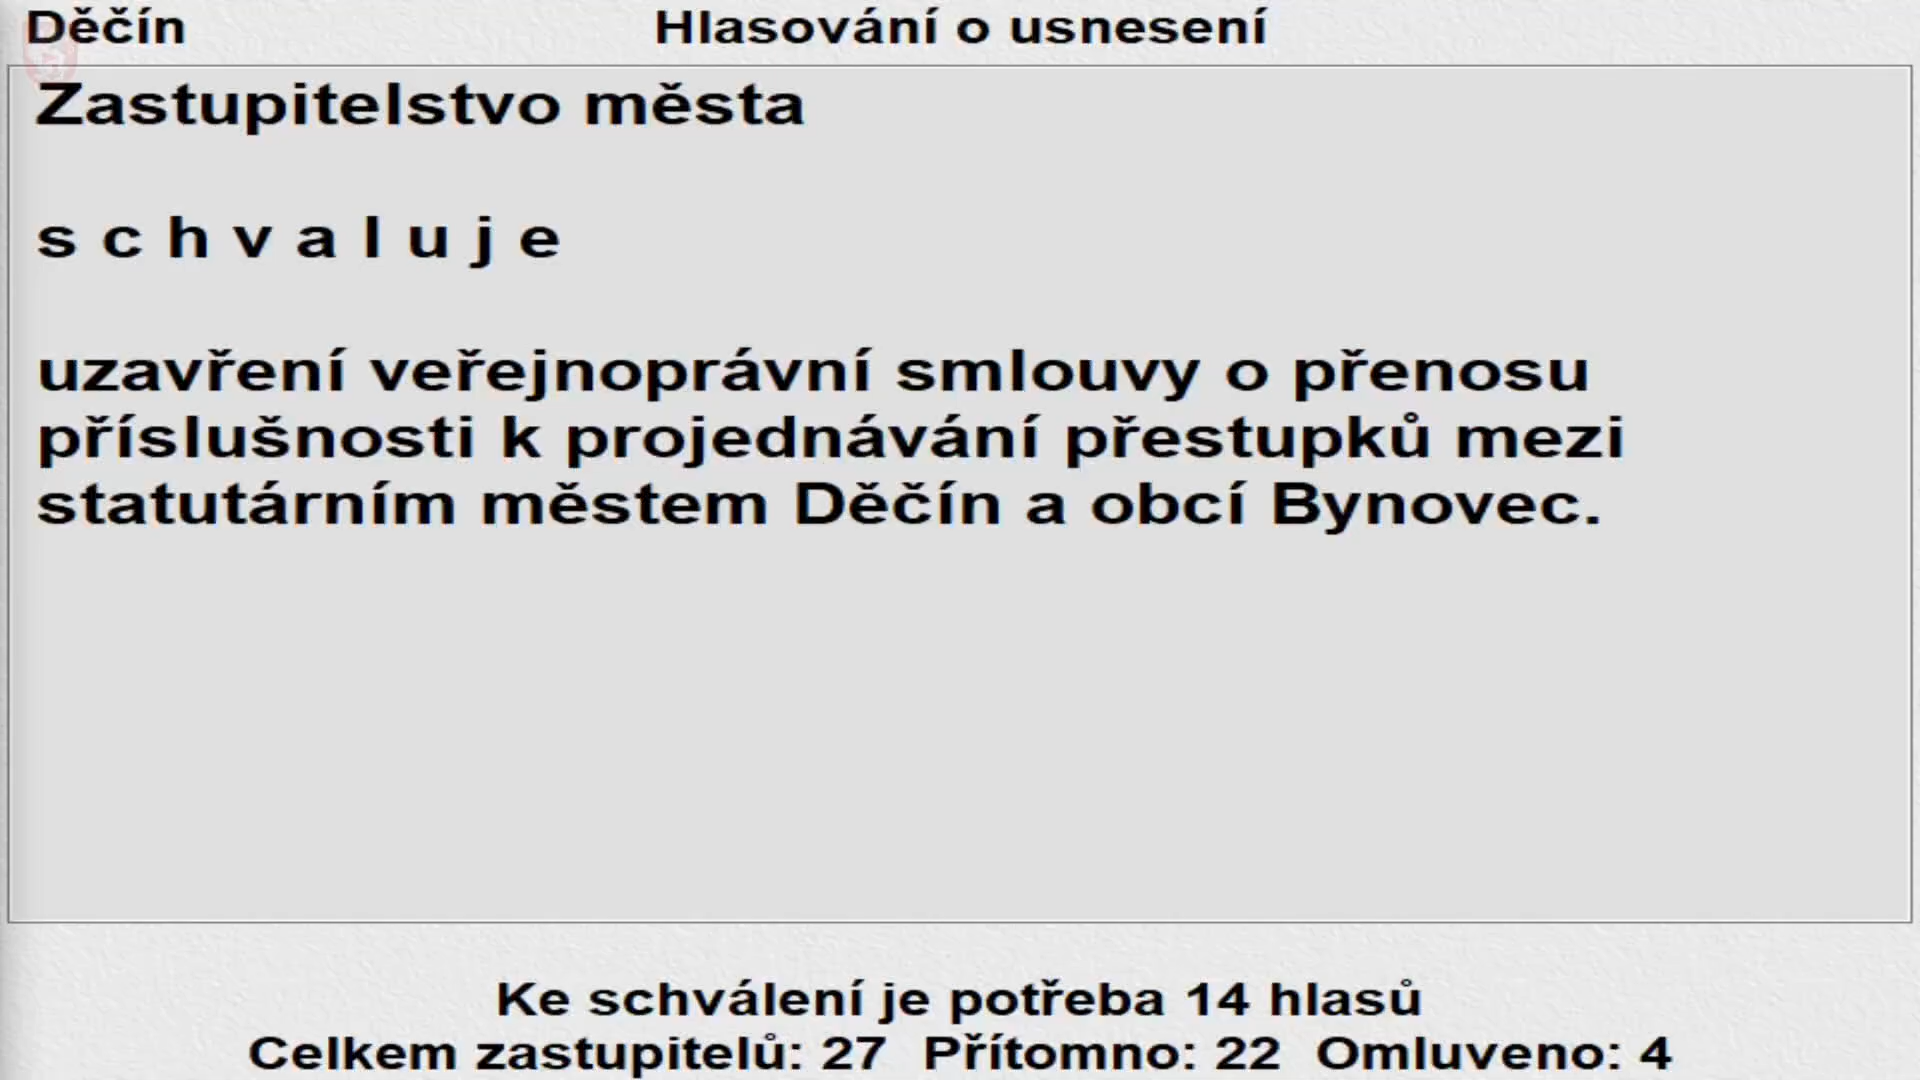 Děčín Hlasování o usnesení
Zastupitelstvo města
s c h v a l u j e
uzavření veřejnoprávní smlouvy o přenosu
příslušnosti k projednávání přestupků mezi
statutárním městem Děčín a obcí Bynovec.
Ke schválení je potřeba 14 hlasů
Celkem zastupitelů: 27 Přítomno: 22 Omluveno: 4